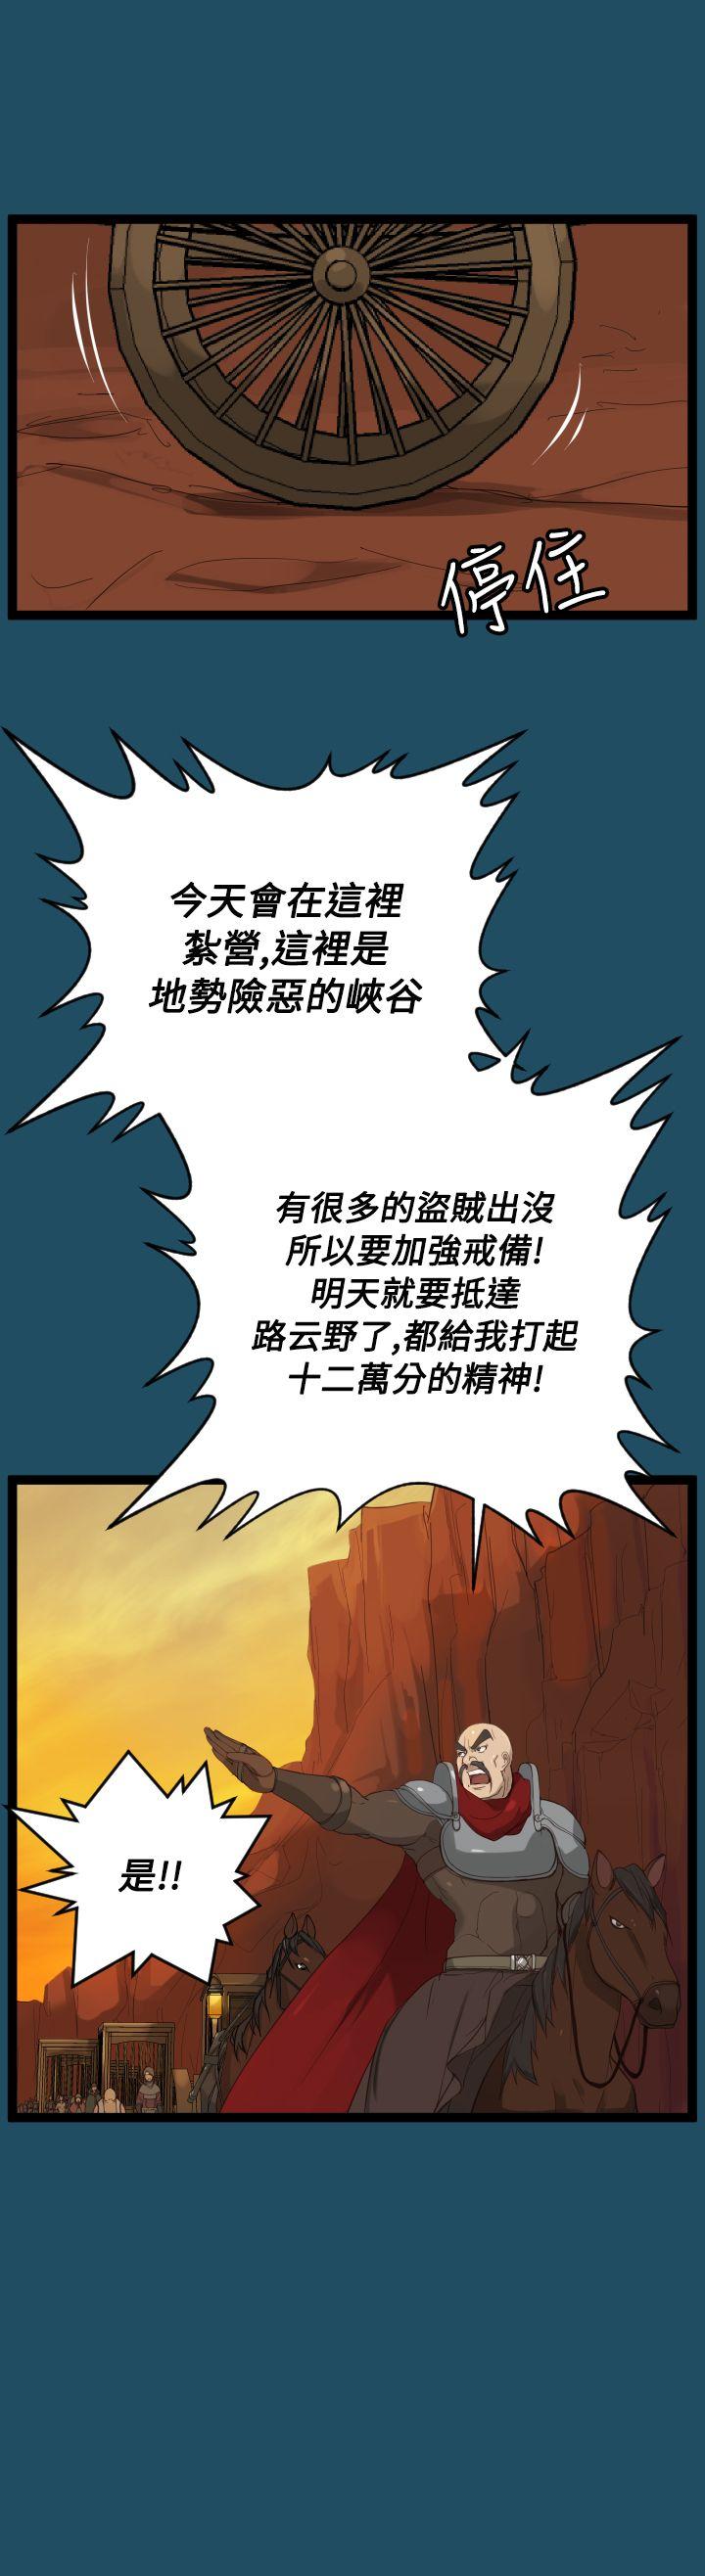 停住
今天會在這裡
紮營,這裡是
地勢險惡的峽谷
有很多的盜賊出沒
所以要加強戒備!
明天就要抵達
路云野了,都給我打起
十二萬分的精神!
是!!